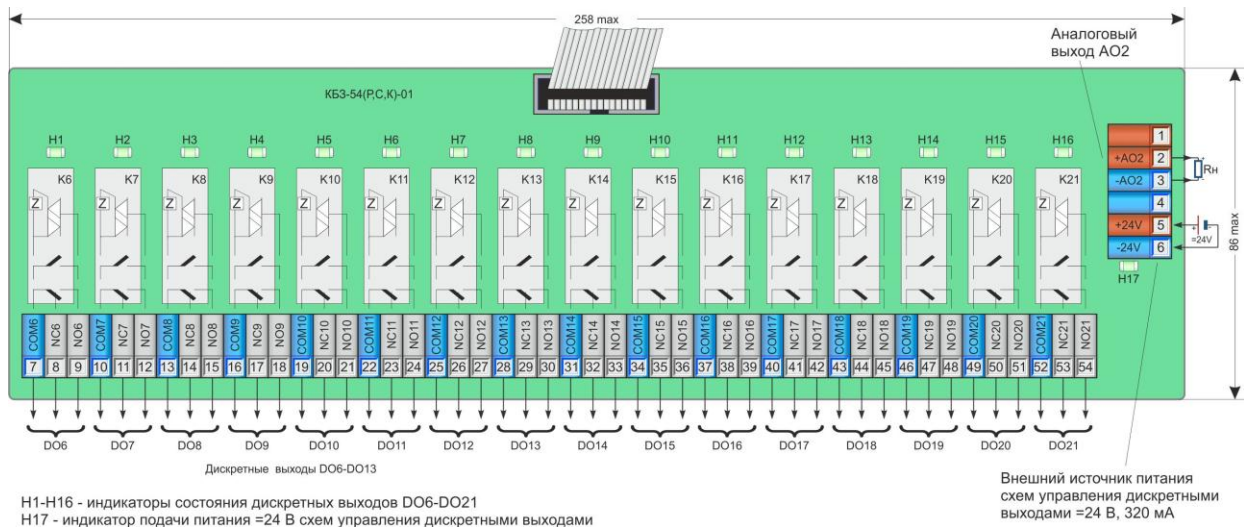 258 max
Аналоговый
выход АО2
КБЗ-54(Р,С,К)-01
H1 H2 H3 H4 H5 H6 H7 H8 H9 H10 H11 H12 H13 H14 H15 H16
1
+AO2 2
-AO2 3
Rн
4
+24V 5
-24V 6
=24V
H17
86 max
K6 K7 K8 K9 K10 K11 K12 K13 K14 K15 K16 K17 K18 K19 K20 K21
Z Z Z Z Z Z Z Z Z Z Z Z Z Z Z Z
COM6 NC6 NO6 COM7 NC7 NO7 COM8 NC8 NO8 COM9 NC9 NO9 COM10 NC10 NO10 COM11 NC11 NO11 COM12 NC12 NO12 COM13 NC13 NO13 COM14 NC14 NO14 COM15 NC15 NO15 COM16 NC16 NO16 COM17 NC17 NO17 COM18 NC18 NO18 COM19 NC19 NO19 COM20 NC20 NO20 COM21 NC21 NO21
7 8 9 10 11 12 13 14 15 16 17 18 19 20 21 22 23 24 25 26 27 28 29 30 31 32 33 34 35 36 37 38 39 40 41 42 43 44 45 46 47 48 49 50 51 52 53 54
DO6 DO7 DO8 DO9 DO10 DO11 DO12 DO13 DO14 DO15 DO16 DO17 DO18 DO19 DO20 DO21
Дискретные выходы DO6-DO13
Внешний источник питания
схем управления дискретными
выходами =24 В, 320 мА
H1-H16 - индикаторы состояния дискретных выходов DO6-DO21
H17 - индикатор подачи питания =24 В схем управления дискретными выходами